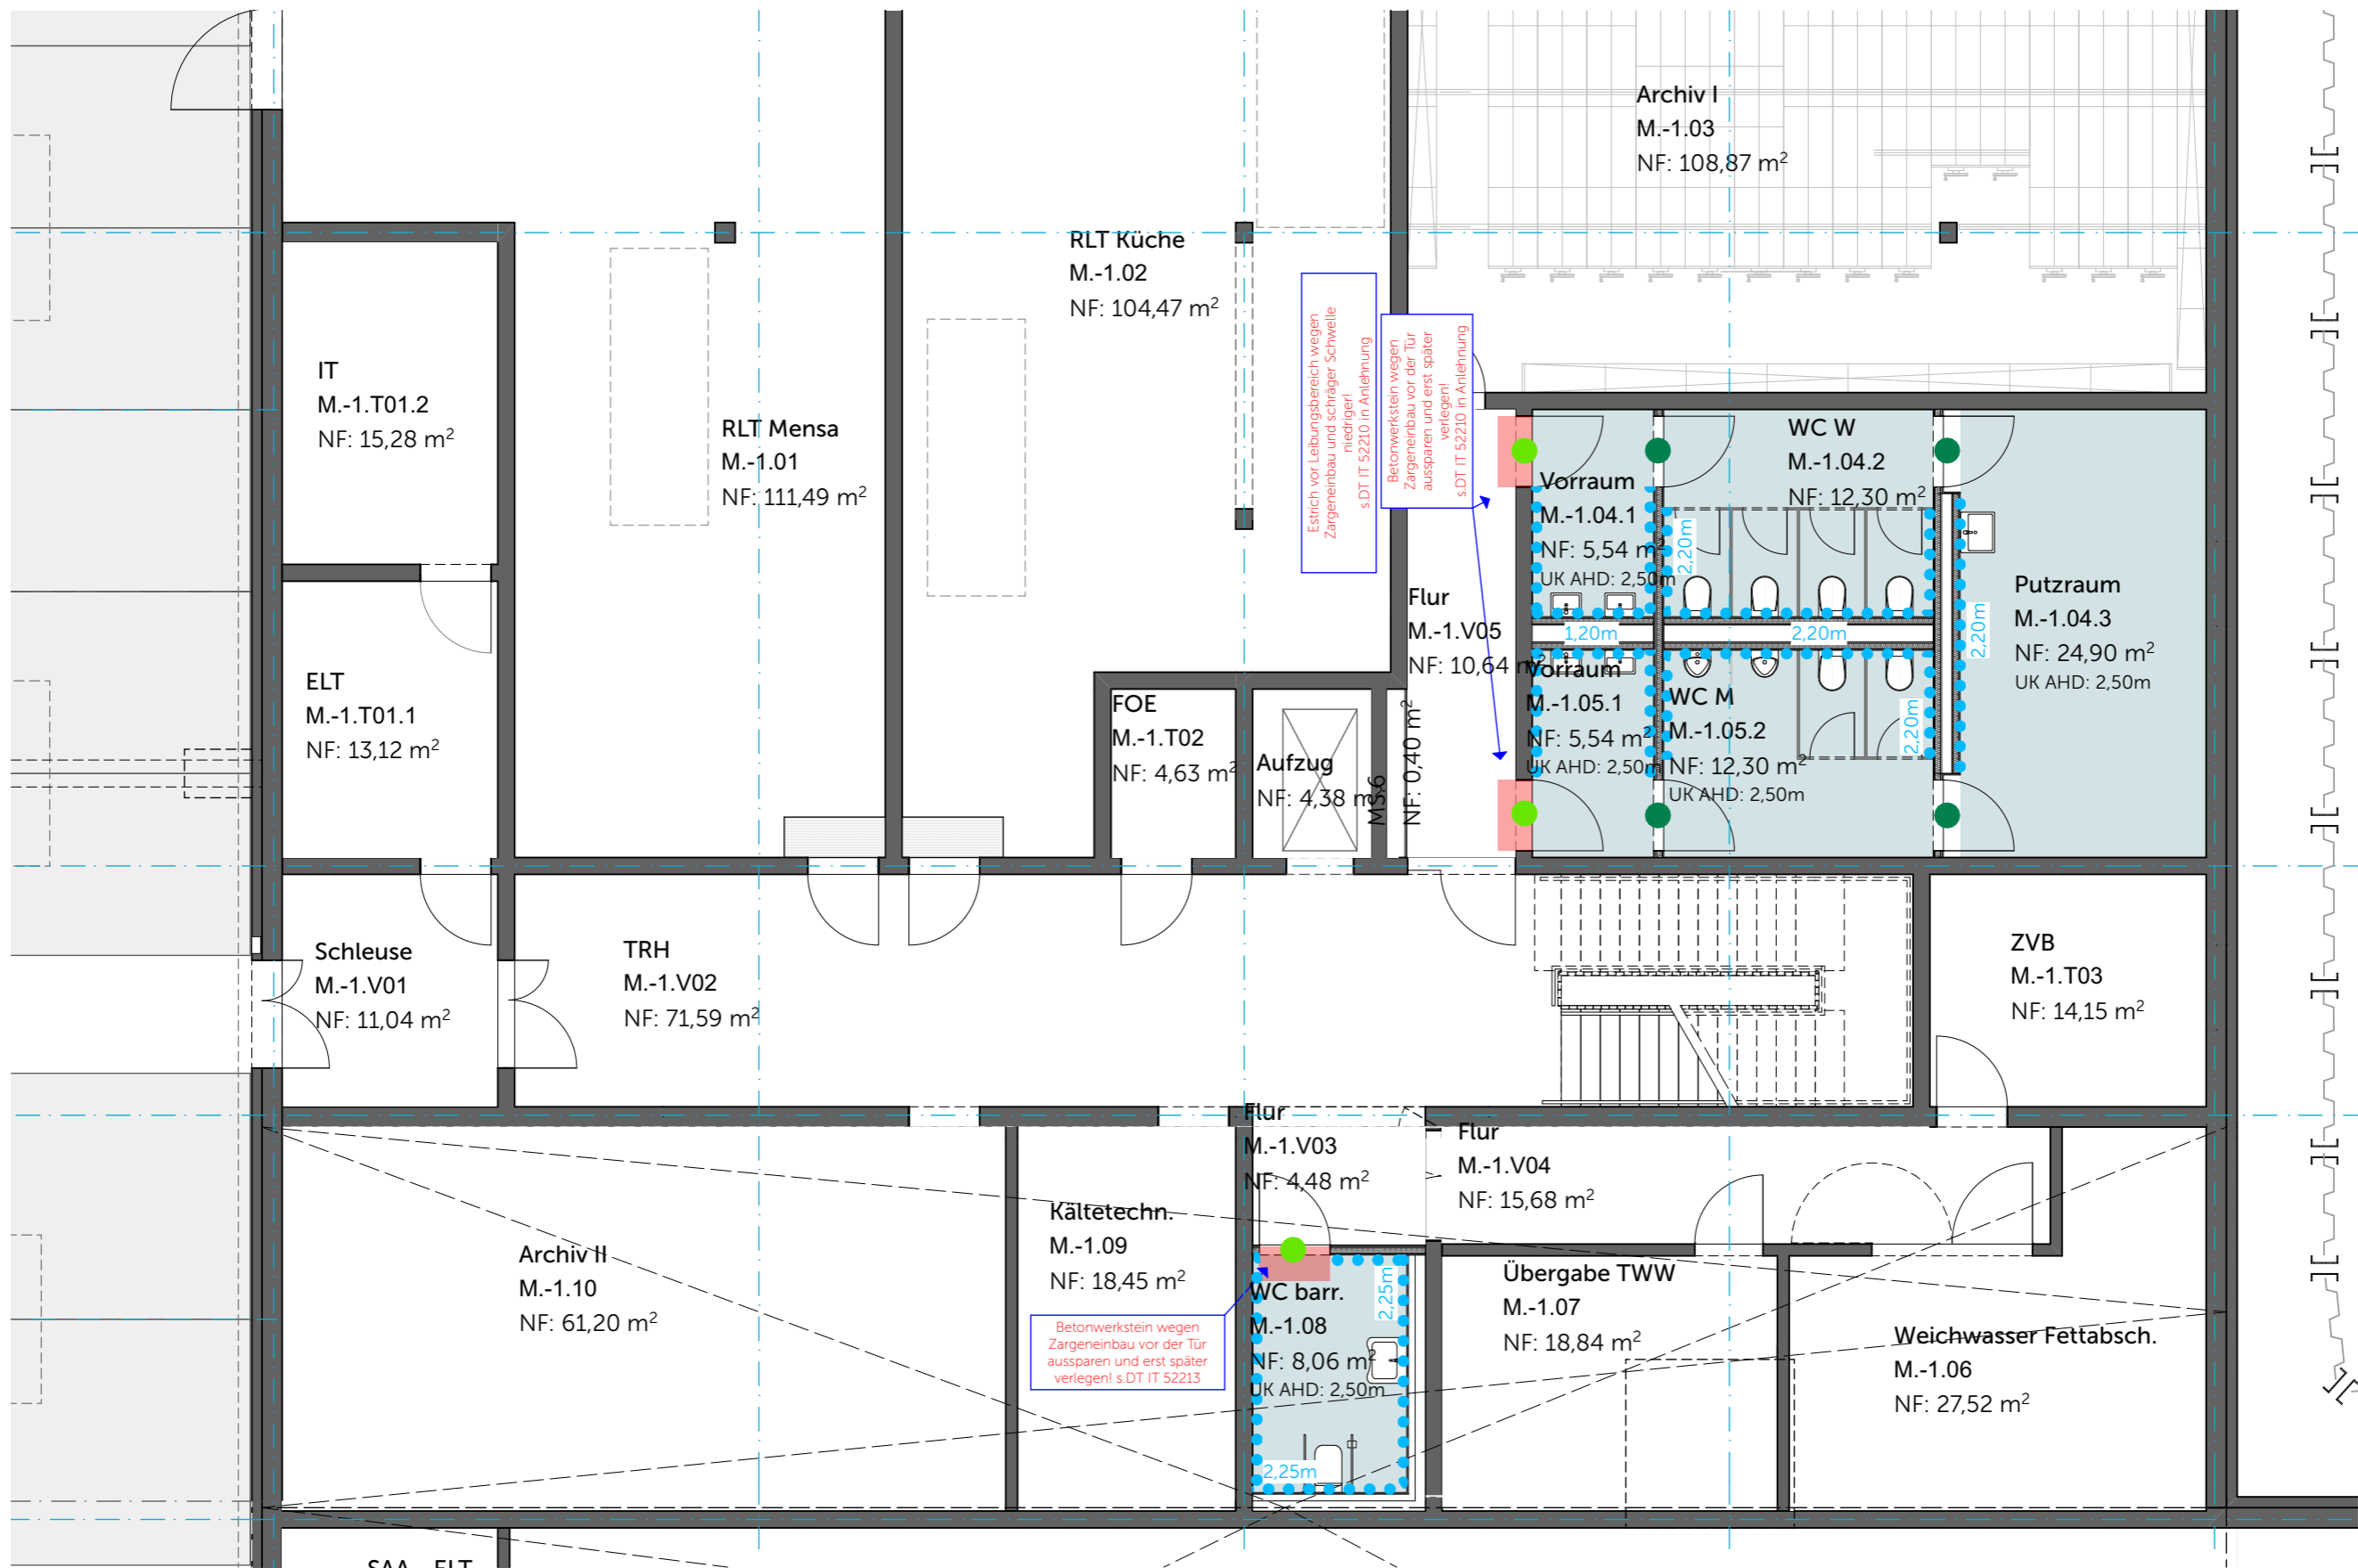 Archiv I
M.-1.03
NF: 108,87 m²
RLT Küche
M.-1.02
NF: 104,47 m²
IT
M.-1.T01.2
NF: 15,28 m²
RLT Mensa
M.-1.01
NF: 111,49 m²
Estrich vor Leibungsbereich wegen
Zargeneinbau und schräger Schwelle
niedriger!
s.DT IT 52210 in Anlehnung
Betonwerkstein wegen
Zargeneinbau vor der Tür
aussparen und erst später
verlegen!
s.DT IT 52210 in Anlehnung
WC W
M.-1.04.2
NF: 12,30 m²
Vorraum
M.-1.04.1
NF: 5,54 m²
UK AHD: 2,50m
2,20m
Flur
M.-1.V05
NF: 10,64 m²
1,20m
2,20m
2,20m
Putzraum
M.-1.04.3
NF: 24,90 m²
UK AHD: 2,50m
Vorraum
M.-1.05.1
NF: 5,54 m²
UK AHD: 2,50m
WC M
M.-1.05.2
NF: 12,30 m²
UK AHD: 2,50m
2,20m
ELT
M.-1.T01.1
NF: 13,12 m²
FOE
M.-1.T02
NF: 4,63 m²
Aufzug
NF: 4,38 m²
NF: 0,40 m²
Schleuse
M.-1.V01
NF: 11,04 m²
TRH
M.-1.V02
NF: 71,59 m²
ZVB
M.-1.T03
NF: 14,15 m²
Flur
M.-1.V03
NF: 4,48 m²
Flur
M.-1.V04
NF: 15,68 m²
Archiv II
M.-1.10
NF: 61,20 m²
Kältetechn.
M.-1.09
NF: 18,45 m²
Betonwerkstein wegen
Zargeneinbau vor der Tür
aussparen und erst später
verlegen! s.DT IT 52213
WC barr.
M.-1.08
NF: 8,06 m²
UK AHD: 2,50m
2,25m
2,25m
Übergabe TWW
M.-1.07
NF: 18,84 m²
Weichwasser Fettabsch.
M.-1.06
NF: 27,52 m²